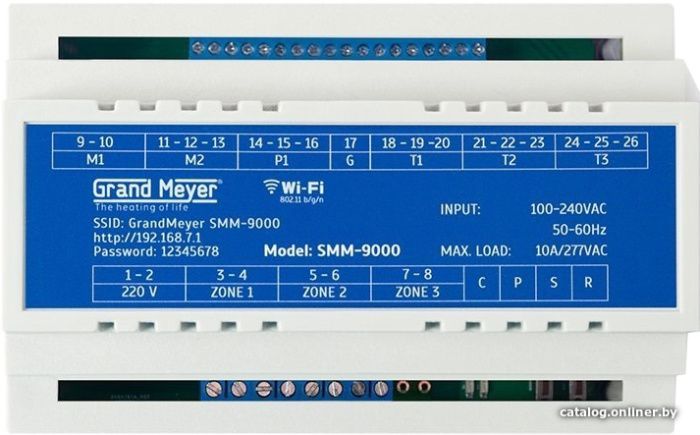 9 - 10 11 - 12 - 13 14 - 15 - 16 17 18 - 19 -20 21 - 22 - 23 24 - 25 - 26
M1 M2 P1 G T1 T2 T3
Grand Meyer®
The heating of life
Wi-Fi
802.11 b/g/n
SSID: GrandMeyer SMM-9000
http://192.168.7.1
Password: 12345678
Model: SMM-9000
INPUT: 100-240VAC
50-60Hz
MAX. LOAD: 10A/277VAC
1 - 2 3 - 4 5 - 6 7 - 8 C P S R
220 V ZONE 1 ZONE 2 ZONE 3
catalog.onliner.by